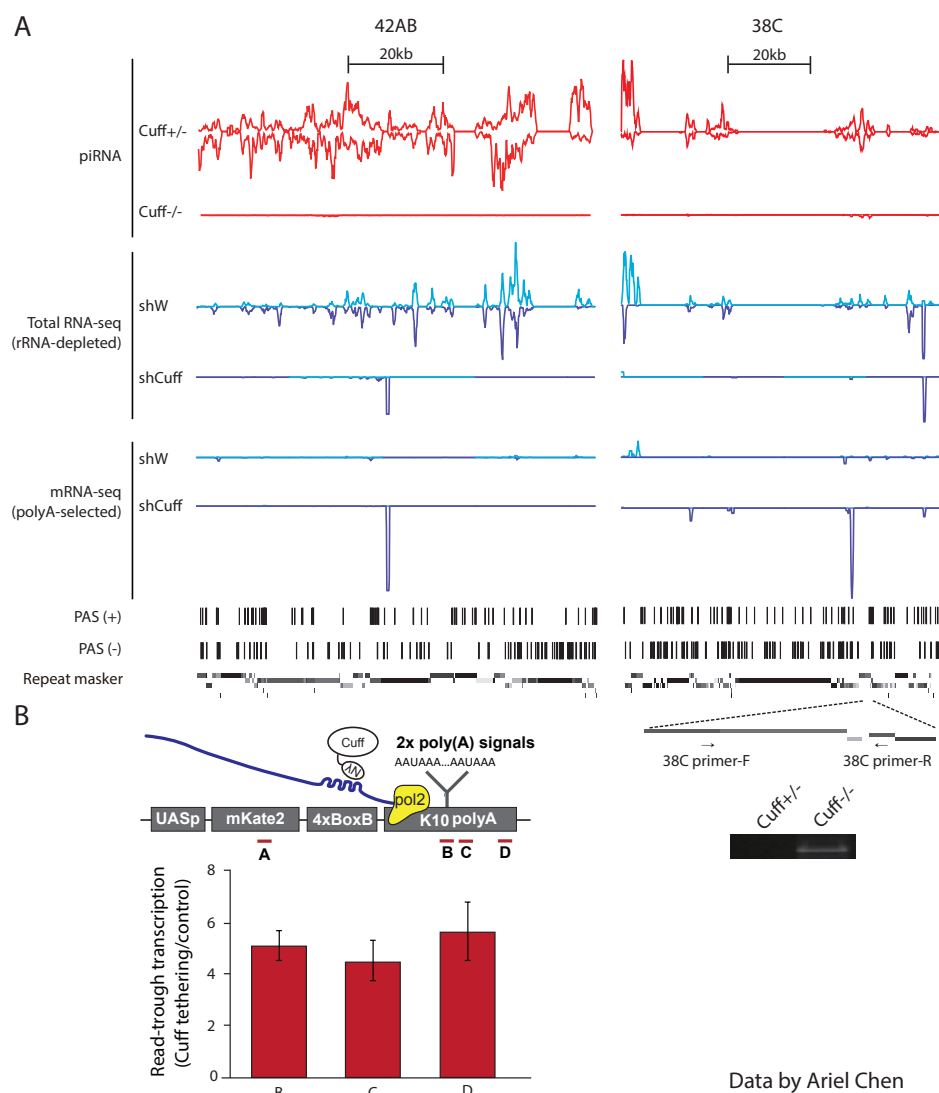 A
42AB
38C
20kb
20kb
piRNA
Cuff+/-
Cuff-/-
Total RNA-seq
(rRNA-depleted)
shW
shCuff
mRNA-seq
(polyA-selected)
shW
shCuff
PAS (+)
PAS (-)
Repeat masker
B
Cuff
λN
2x poly(A) signals
AAUAAA...AAUAAA
pol2
UASp
mKate2
4xBoxB
K10 polyA
A
B
C
D
38C primer-F
38C primer-R
Cuff+/-
Cuff-/-
Read-trough transcription
(Cuff tethering/control)
8
6
4
2
0
B
C
D
Data by Ariel Chen